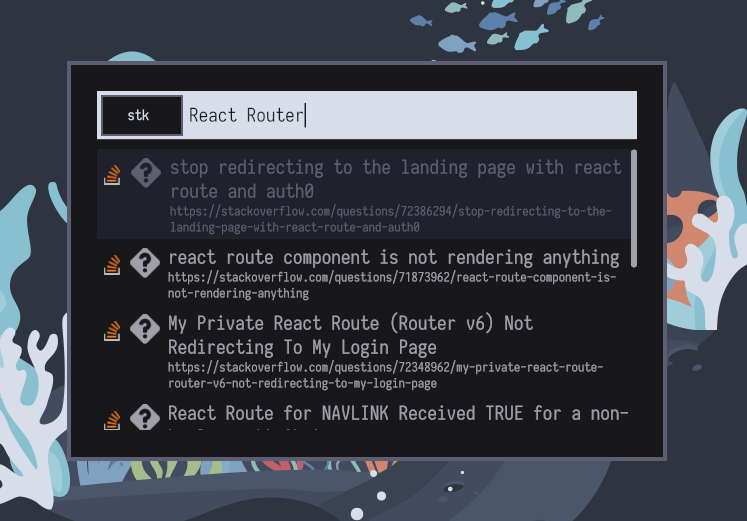 stk
React Router
stop redirecting to the landing page with react
route and auth0
https://stackoverflow.com/questions/72386294/stop-redirecting-to-the-
landing-page-with-react-route-and-auth0
react route component is not rendering anything
https://stackoverflow.com/questions/71873962/react-route-component-is-
not-rendering-anything
My Private React Route (Router v6) Not
Redirecting To My Login Page
https://stackoverflow.com/questions/72348962/my-private-react-route-
router-v6-not-redirecting-to-my-login-page
React Route for NAVLINK Received TRUE for a non-